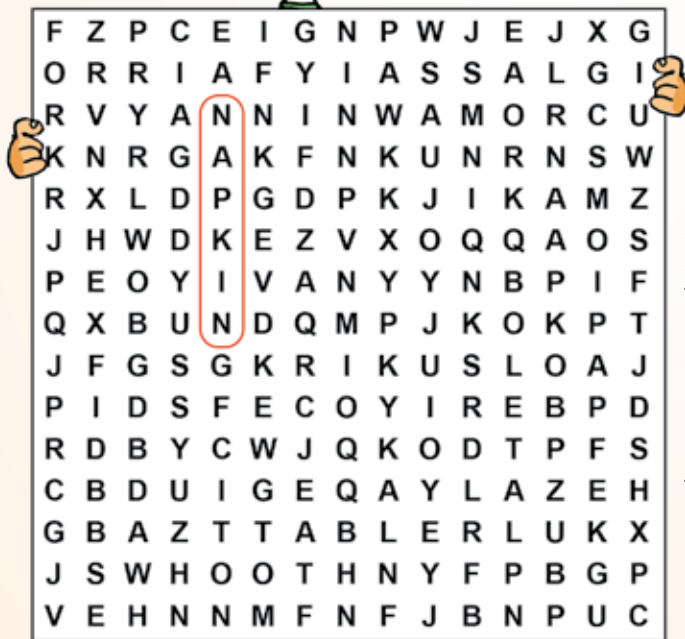 F Z P C E I G N P W J E J X G
O R R I A F Y I A S S A L G I
R V Y A N N I N W A M O R C U
K N R G A K F N K U N R N S W
R X L D P G D P K J I K A M Z
J H W D K E Z V X O Q Q A O S
P E O Y I V A N Y Y N B P I F
Q X B U N D Q M P J K O K P T
J F G S G K R I K U S L O A J
P I D S F E C O Y I R E B P D
R D B Y C W J Q K O D T P F S
C B D U I G E Q A Y L A Z E H
G B A Z T T A B L E R L U K X
J S W H O O T H N Y F P B G P
V E H N N M F N F J B N P U C